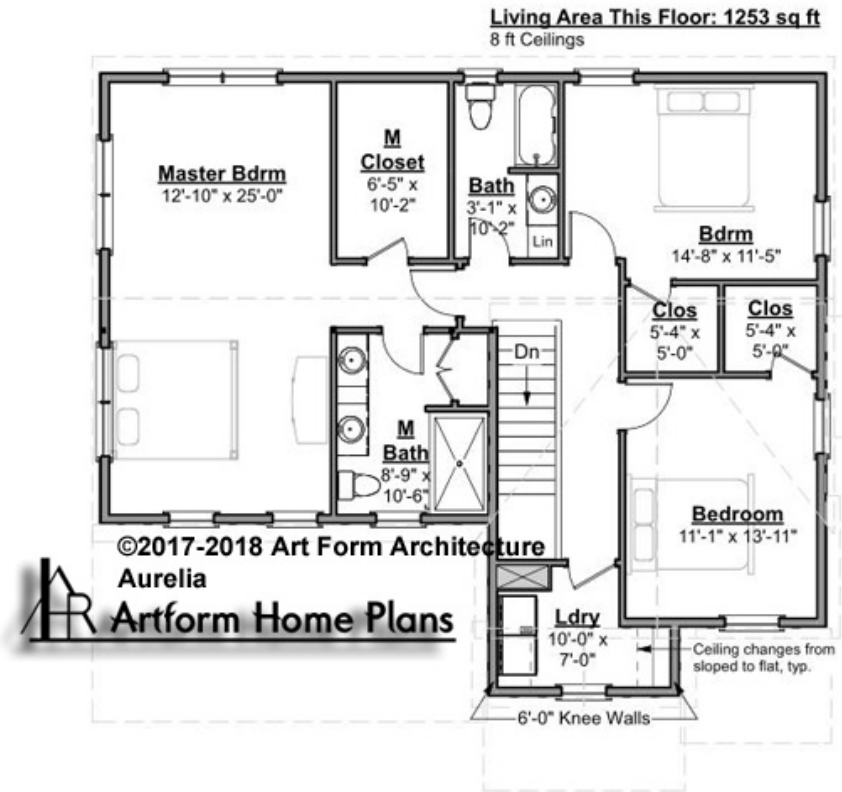 Living Area This Floor: 1253 sq ft
8 ft Ceilings
M
Closet
6'-5" x
10'-2"
Master Bdrm
12'-10" x 25'-0"
Bath
3'-1" x
10'-2"
Lin
Bdrm
14'-8" x 11'-5"
Clos
5'-4" x
5'-0"
Clos
5'-4" x
5'-0"
Dn
M
Bath
8'-9" x
10'-6"
Bedroom
11'-1" x 13'-11"
©2017-2018 Art Form Architecture
Aurelia
Artform Home Plans
Ldry
10'-0" x
7'-0"
Ceiling changes from
sloped to flat, typ.
6'-0" Knee Walls